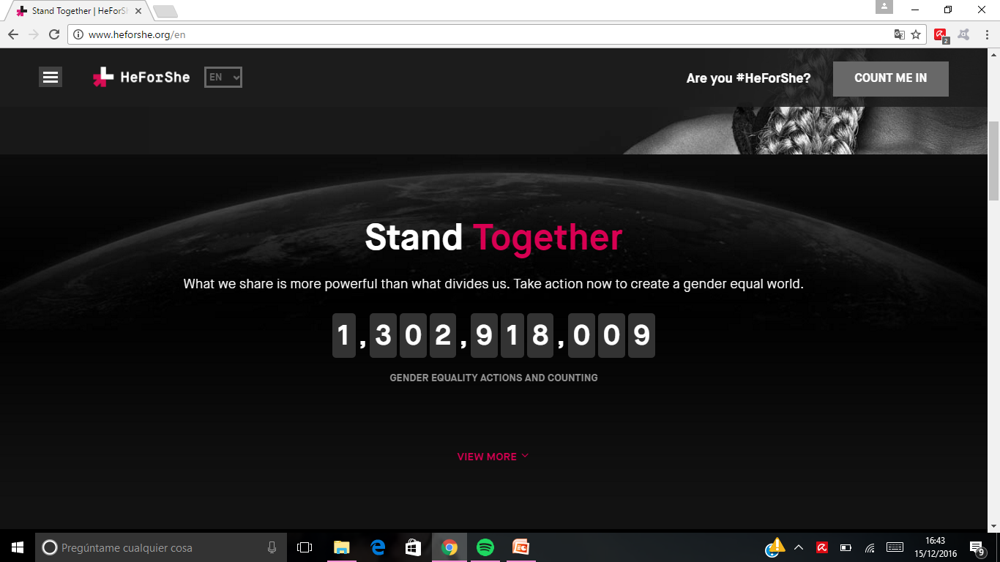 Stand Together | HeForS
www.heforshe.org/en
2
HeForShe
EN
Are you #HeForShe?
COUNT ME IN
Stand Together
What we share is more powerful than what divides us. Take action now to create a gender equal world.
1,302,918,009
GENDER EQUALITY ACTIONS AND COUNTING
VIEW MORE
Pregúntame cualquier cosa
16:43
15/12/2016
9